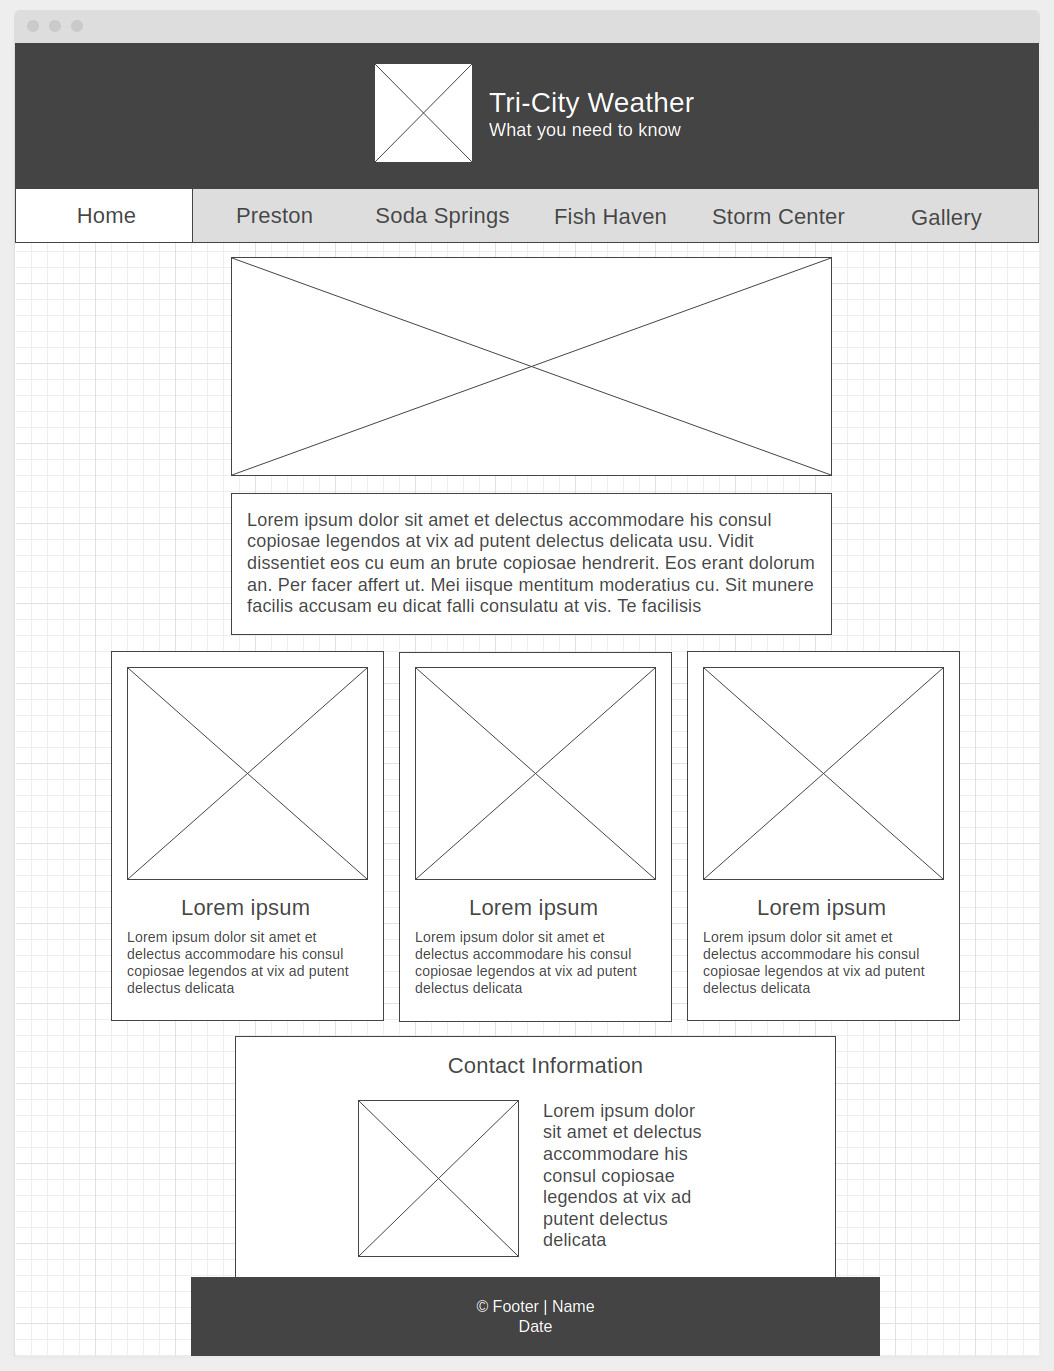 Tri-City Weather
What you need to know
Home Preston Soda Springs Fish Haven Storm Center Gallery
Lorem ipsum dolor sit amet et delectus accommodare his consul
copiosae legendos at vix ad putent delectus delicata usu. Vidit
dissentiet eos cu eum an brute copiosae hendrerit. Eos erant dolorum
an. Per facer affert ut. Mei iisque mentitum moderatius cu. Sit munere
facilis accusam eu dicat falli consulatu at vis. Te facilisis
Lorem ipsum
Lorem ipsum dolor sit amet et
delectus accommodare his consul
copiosae legendos at vix ad putent
delectus delicata
Lorem ipsum
Lorem ipsum dolor sit amet et
delectus accommodare his consul
copiosae legendos at vix ad putent
delectus delicata
Lorem ipsum
Lorem ipsum dolor sit amet et
delectus accommodare his consul
copiosae legendos at vix ad putent
delectus delicata
Contact Information
Lorem ipsum dolor
sit amet et delectus
accommodare his
consul copiosae
legendos at vix ad
putent delectus
delicata
© Footer | Name
Date